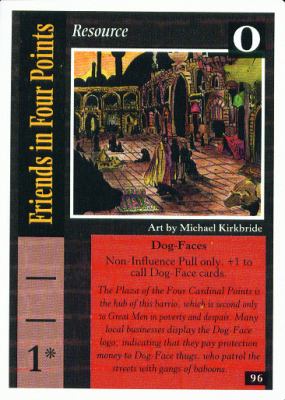 Friends in Four Points
Resource
O
Art by Michael Kirkbride
Dog-Faces
Non-Influence Pull only. +1 to
call Dog-Face cards.
The Plaza of the Four Cardinal Points is
the hub of this barrio, which is second only
to Great Men in poverty and despair. Many
local businesses display the Dog-Face
logo, indicating that they pay protection
money to Dog-Face thugs, who patrol the
streets with gangs of baboons.
—
—
1*
96